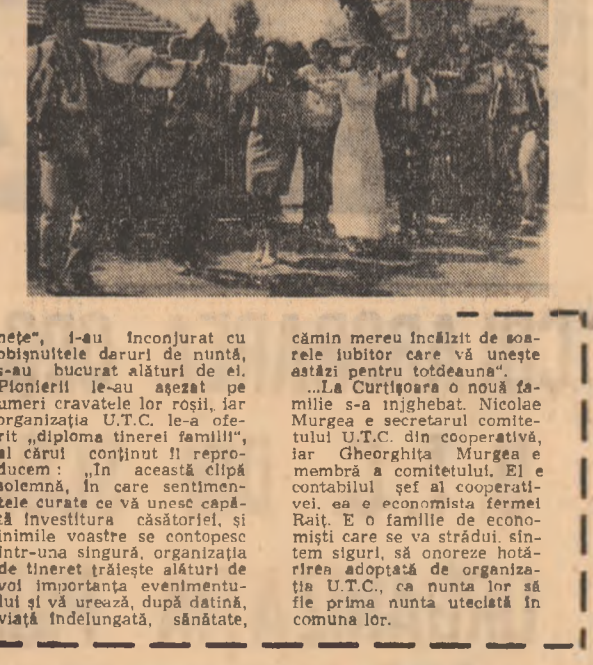 nețe“, i-au înconjurat cu
obișnuitele daruri de nuntă,
s-au bucurat alături de ei.
Pionierii le-au așezat pe
umeri cravatele lor roșii, iar
organizația U.T.C. le-a ofe-
rit „diploma tinerei familii“,
al cărui conținut îl repro-
ducem : „In această clipă
solemnă, în care sentimen-
tele curate ce vă unesc capă-
tă învestitura căsătoriei, și
inimile voastre se contopesc
într-una singură, organizația
de tineret trăiește alături de
voi importanța evenimentu-
lui și vă urează, după datină,
viață îndelungată, sănătate,
cămin mereu încălzit de soa-
rele iubitor care vă unește
astăzi pentru totdeauna“.
...La Curtișoara o nouă fa-
milie s-a înjghebat. Nicolae
Murgea e secretarul comite-
tului U.T.C. din cooperativă,
iar Gheorghița Murgea e
membră a comitetului. El e
contabilul șef al cooperati-
vei, ea e economista fermei
Raiț. E o familie de econo-
miști care se va strădui, sîn-
tem siguri, să onoreze hotă-
rîrea adoptată de organiza-
ția U.T.C., ca nunta lor să
fie prima nuntă utecistă în
comuna lor.